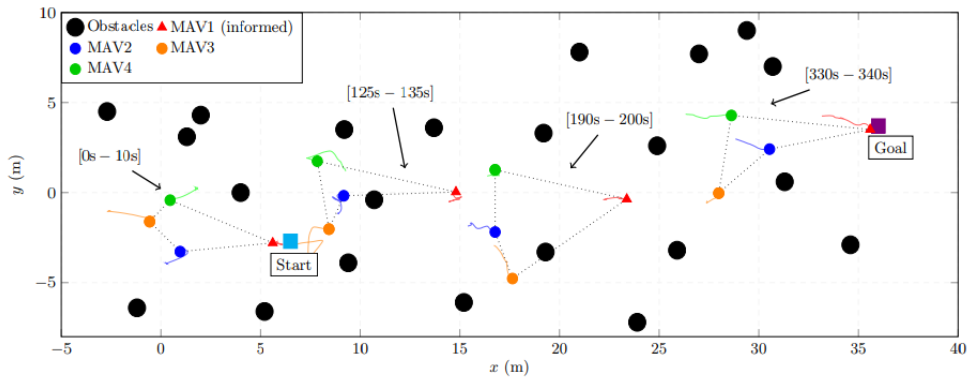 10
Obstacles MAV1 (informed)
MAV2 MAV3
MAV4
[125s − 135s]
[330s − 340s]
5
[190s − 200s]
[0s − 10s]
Goal
y (m)
0
Start
−5
−5 0 5 10 15 20 25 30 35 40
x (m)